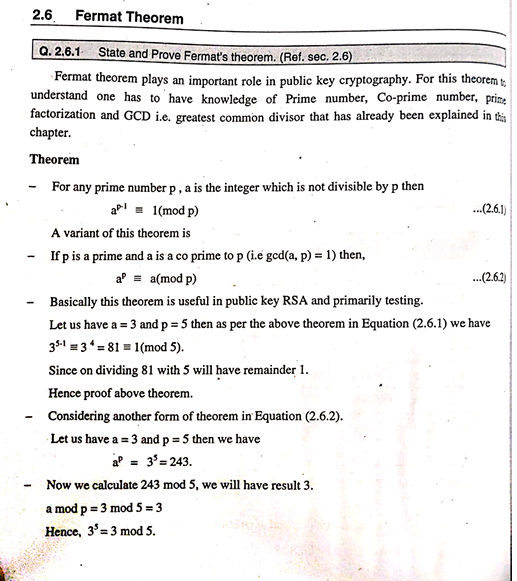 2.6 Fermat Theorem
Q. 2.6.1 State and Prove Fermat's theorem. (Ref. sec. 2.6)
Fermat theorem plays an important role in public key cryptography. For this theorem to
understand one has to have knowledge of Prime number, Co-prime number, prime
factorization and GCD i.e. greatest common divisor that has already been explained in this
chapter.
Theorem
– For any prime number p , a is the integer which is not divisible by p then
a^{p-1} ≡ 1(mod p) ...(2.6.1)
A variant of this theorem is
– If p is a prime and a is a co prime to p (i.e gcd(a, p) = 1) then,
a^p ≡ a(mod p) ...(2.6.2)
– Basically this theorem is useful in public key RSA and primarily testing.
Let us have a = 3 and p = 5 then as per the above theorem in Equation (2.6.1) we have
3^{5-1} ≡ 3^4 = 81 ≡ 1(mod 5).
Since on dividing 81 with 5 will have remainder 1.
Hence proof above theorem.
– Considering another form of theorem in Equation (2.6.2).
Let us have a = 3 and p = 5 then we have
a^p = 3^5 = 243.
– Now we calculate 243 mod 5, we will have result 3.
a mod p = 3 mod 5 = 3
Hence, 3^5 = 3 mod 5.